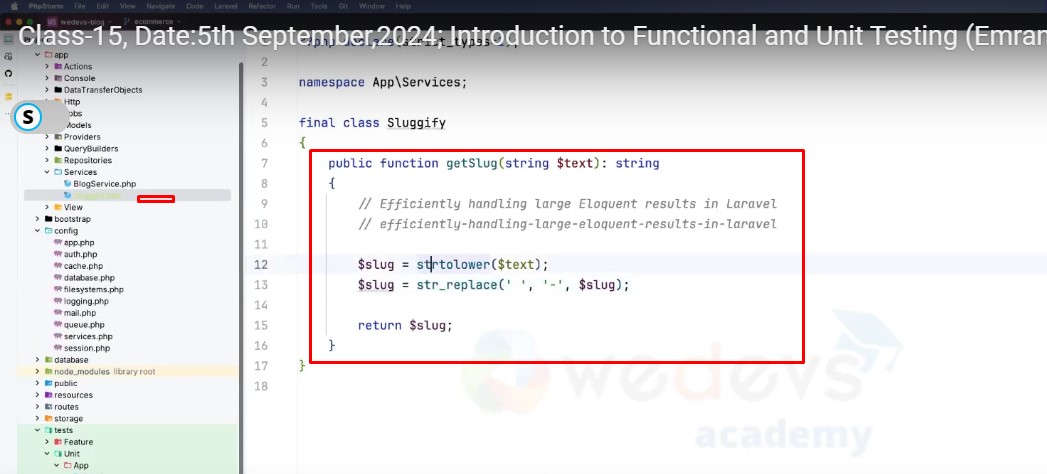 PhpStorm File Edit View Navigate Code Laravel Refactor Run Tools Git Window Help
wedevs-blog ecommerce
Class-15, Date:5th September,2024; Introduction to Functional and Unit Testing (Emran
app
Actions
Console
DataTransferObjects
Http
Models
Providers
QueryBuilders
Repositories
Services
BlogService.php
View
bootstrap
config
app.php
auth.php
cache.php
database.php
filesystems.php
logging.php
mail.php
queue.php
services.php
session.php
database
node_modules library root
public
resources
routes
storage
tests
Feature
Unit
App
S
2
3 namespace App\Services;
4
5 final class Sluggify
6 {
7 public function getSlug(string $text): string
8 {
9 // Efficiently handling large Eloquent results in Laravel
10 // efficiently-handling-large-eloquent-results-in-laravel
11
12 $slug = strtolower($text);
13 $slug = str_replace(' ', '-', $slug);
14
15 return $slug;
16 }
17 }
18
wedevs
academy